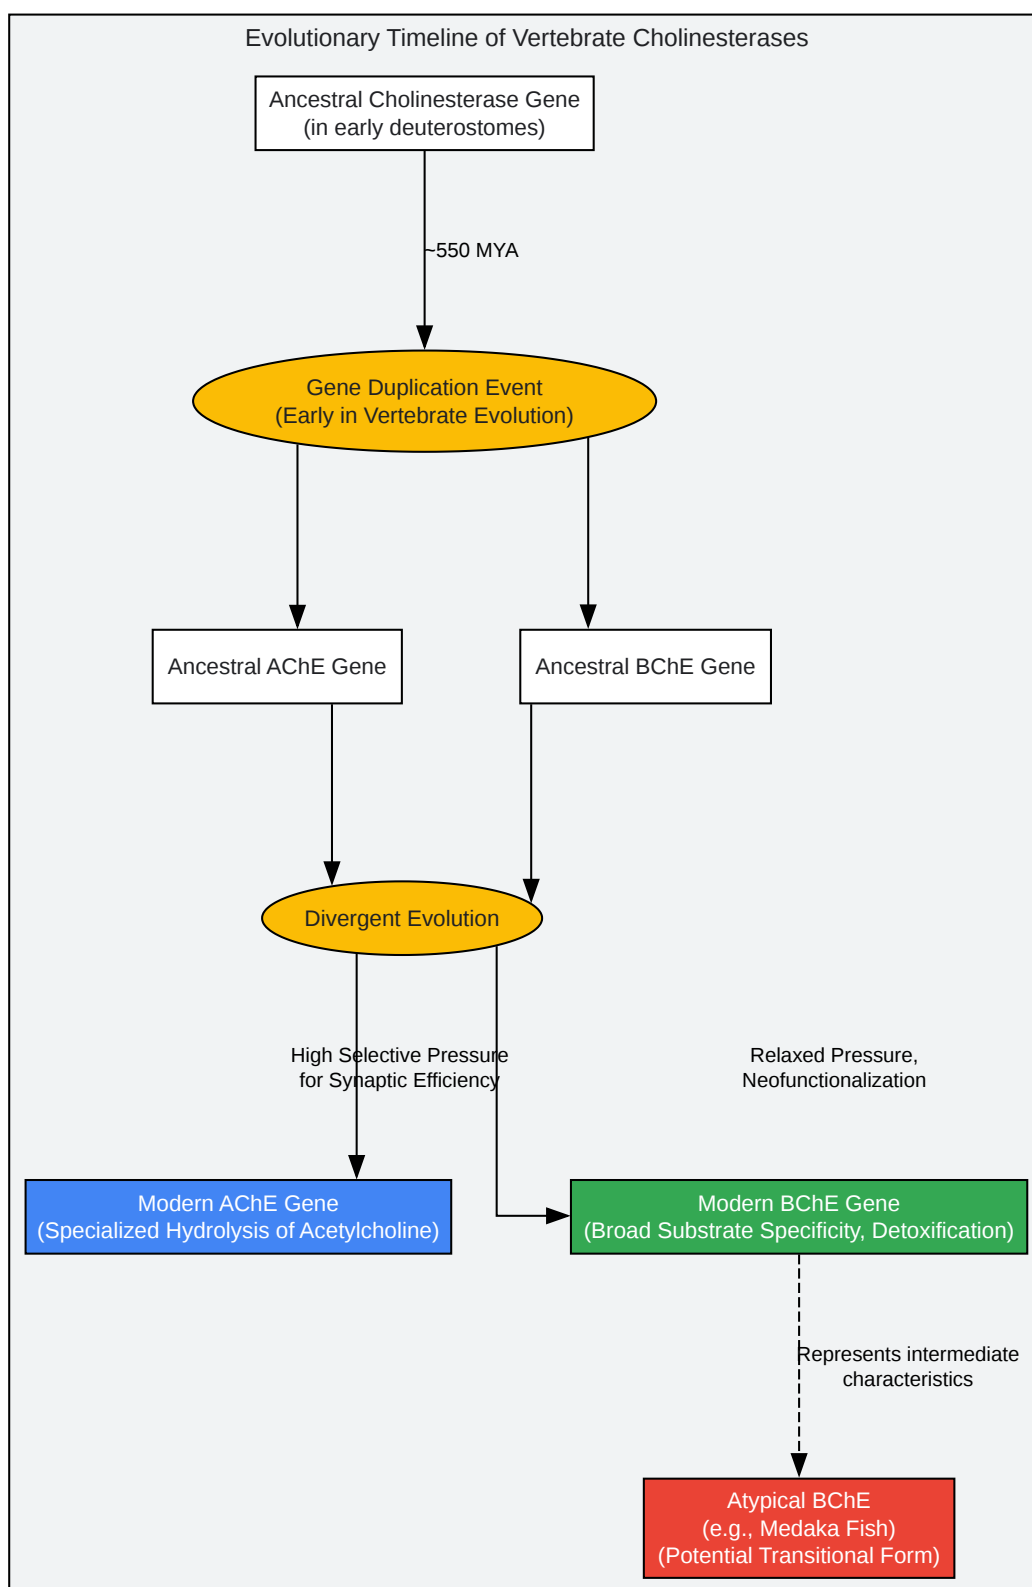 Evolutionary Timeline of Vertebrate Cholinesterases
Ancestral Cholinesterase Gene
(in early deuterostomes)
~550 MYA
Gene Duplication Event
(Early in Vertebrate Evolution)
Ancestral AChE Gene
Ancestral BChE Gene
Divergent Evolution
High Selective Pressure
for Synaptic Efficiency
Relaxed Pressure,
Neofunctionalization
Modern AChE Gene
(Specialized Hydrolysis of Acetylcholine)
Modern BChE Gene
(Broad Substrate Specificity, Detoxification)
Represents intermediate
characteristics
Atypical BChE
(e.g., Medaka Fish)
(Potential Transitional Form)